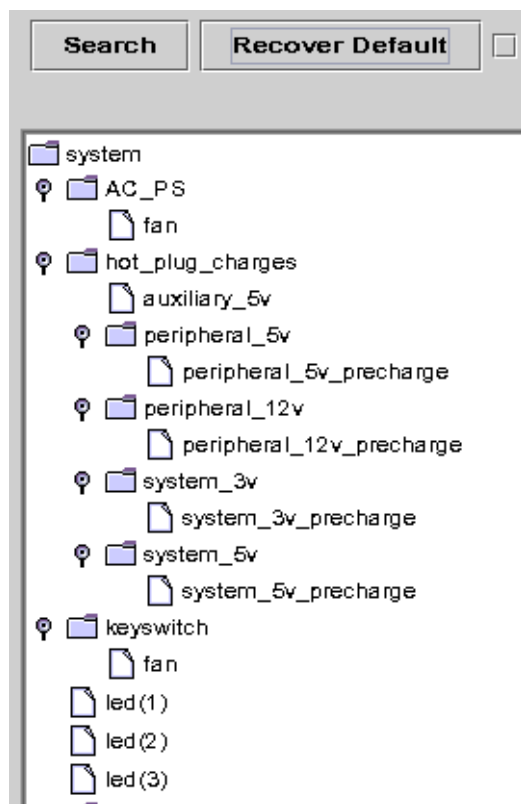 Search Recover Default
system
AC_PS
fan
hot_plug_charges
auxiliary_5v
peripheral_5v
peripheral_5v_precharge
peripheral_12v
peripheral_12v_precharge
system_3v
system_3v_precharge
system_5v
system_5v_precharge
keyswitch
fan
led(1)
led(2)
led(3)